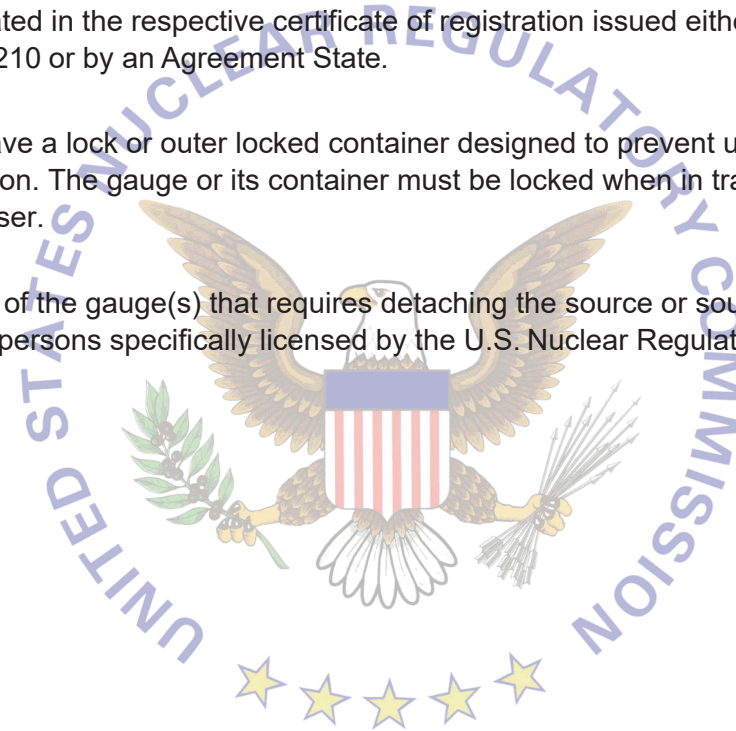 ated in the respective certificate of registration issued eithe
210 or by an Agreement State.
ve a lock or outer locked container designed to prevent u
on. The gauge or its container must be locked when in tra
ser.
of the gauge(s) that requires detaching the source or sou
persons specifically licensed by the U.S. Nuclear Regulat
UNITED STATES NUCLEAR REGULATORY COMMISSION